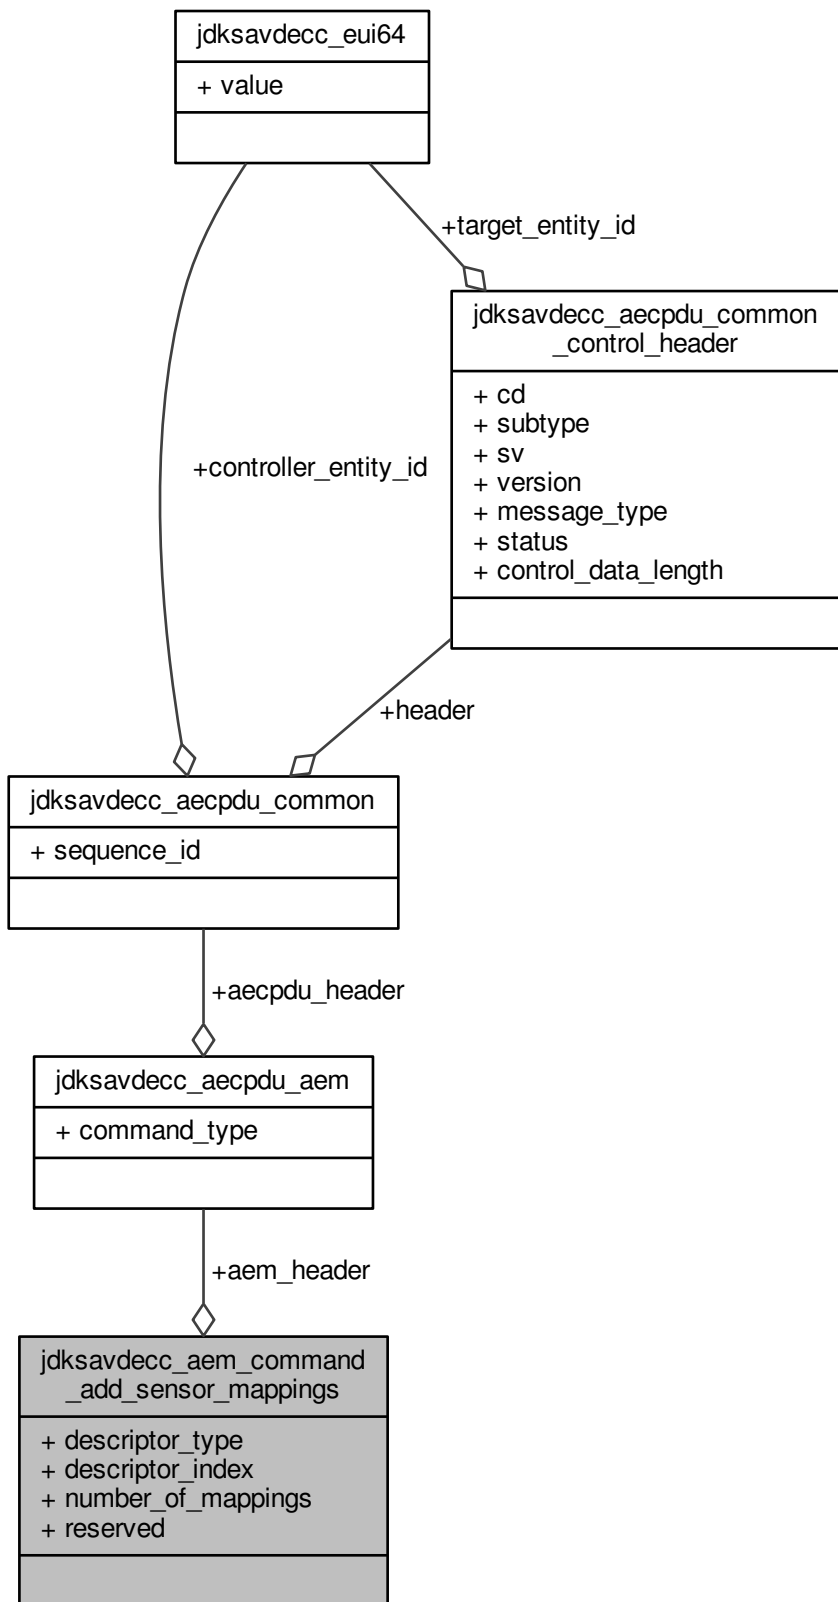 jdksavdecc_eui64
+ value
+target_entity_id
jdksavdecc_aecpdu_common
_control_header
+ cd
+ subtype
+ sv
+ version
+ message_type
+ status
+ control_data_length
+controller_entity_id
+header
jdksavdecc_aecpdu_common
+ sequence_id
+aecpdu_header
jdksavdecc_aecpdu_aem
+ command_type
+aem_header
jdksavdecc_aem_command
_add_sensor_mappings
+ descriptor_type
+ descriptor_index
+ number_of_mappings
+ reserved